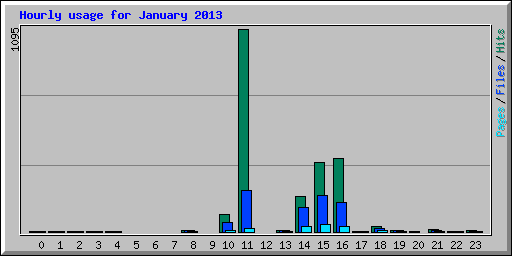 Hourly usage for January 2013
1095
Pages/Files/Hits
0 1 2 3 4 5 6 7 8 9 10 11 12 13 14 15 16 17 18 19 20 21 22 23